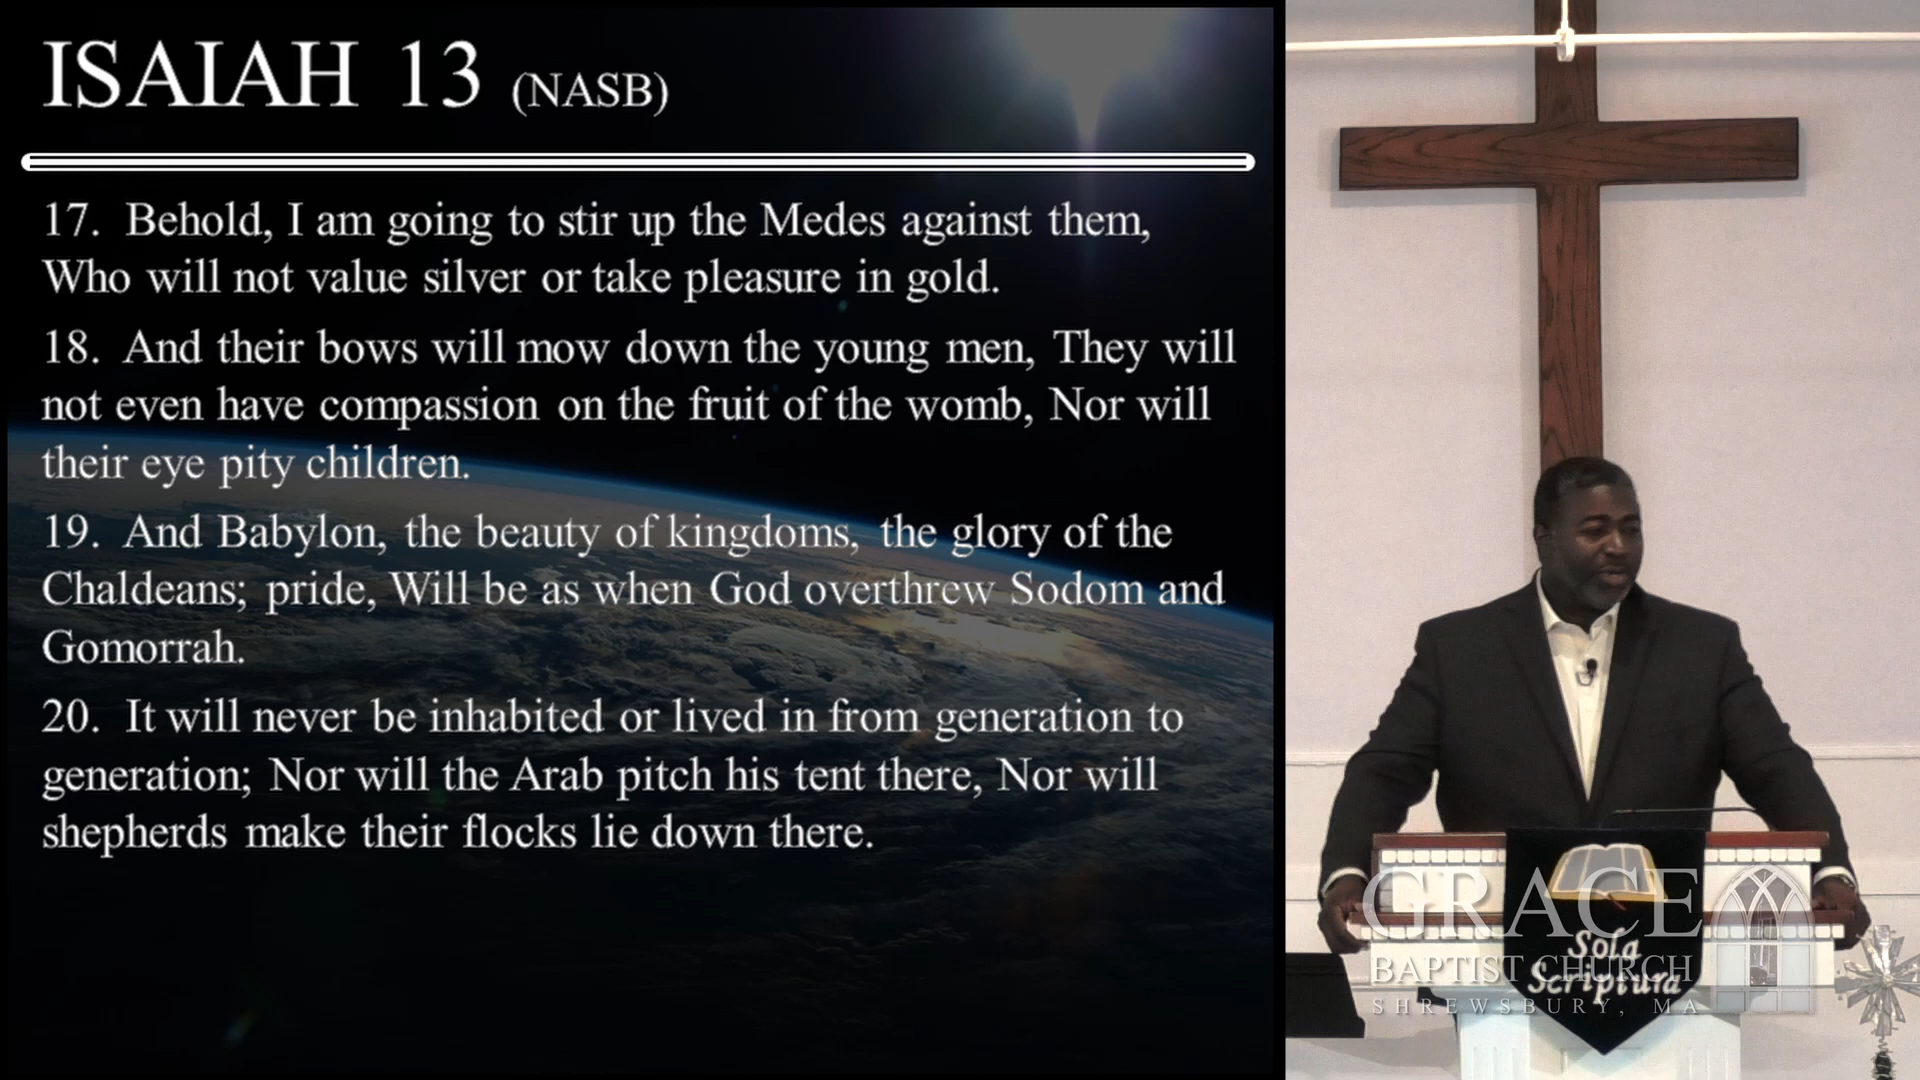 ISAIAH 13 (NASB)
17. Behold, I am going to stir up the Medes against them,
Who will not value silver or take pleasure in gold.
18. And their bows will mow down the young men, They will
not even have compassion on the fruit of the womb, Nor will
their eye pity children.
19. And Babylon, the beauty of kingdoms, the glory of the
Chaldeans; pride, Will be as when God overthrew Sodom and
Gomorrah.
20. It will never be inhabited or lived in from generation to
generation; Nor will the Arab pitch his tent there, Nor will
shepherds make their flocks lie down there.
GRACE
BAPTIST CHURCH
SHREWSBURY, MA
Sola
Scriptura